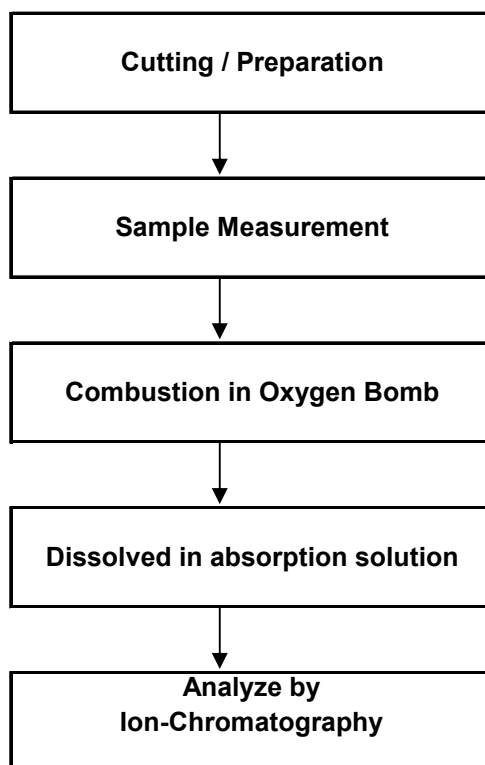 Cutting / Preparation
Sample Measurement
Combustion in Oxygen Bomb
Dissolved in absorption solution
Analyze by
Ion-Chromatography